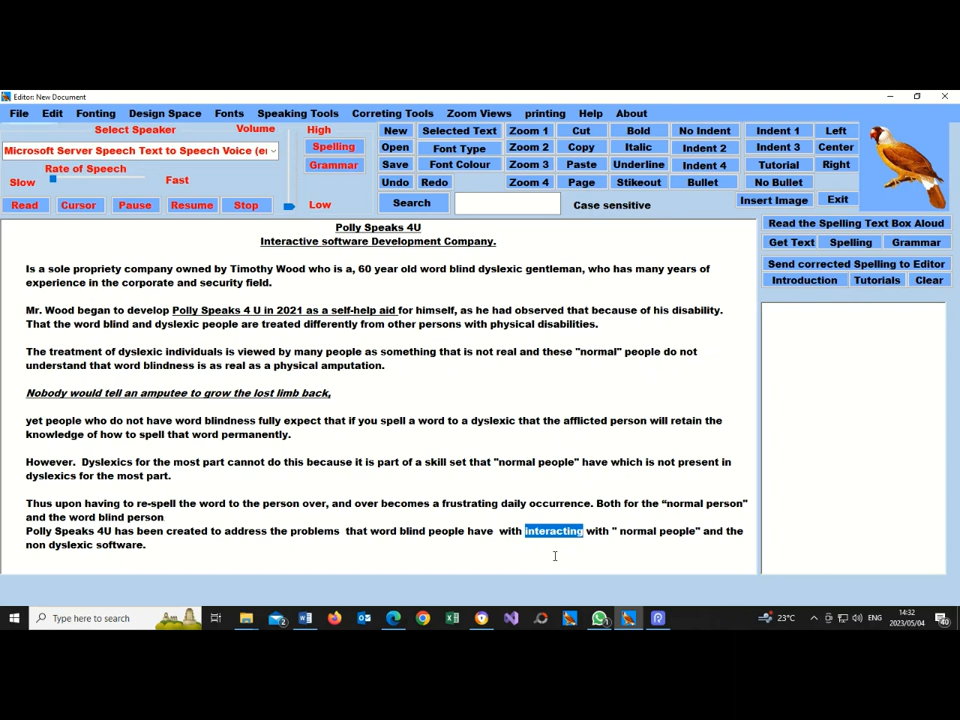 Editor: New Document
File Edit Fonting Design Space Fonts Speaking Tools Correting Tools Zoom Views printing Help About
Select Speaker Volume High New Selected Text Zoom 1 Cut Bold No Indent Indent 1 Left
Microsoft Server Speech Text to Speech Voice (e Spelling Open Font Type Zoom 2 Copy Italic Indent 2 Indent 3 Center
Rate of Speech Grammar Save Font Colour Zoom 3 Paste Underline Indent 4 Tutorial Right
Slow Fast Undo Redo Zoom 4 Page Stikeout Bullet No Bullet
Read Cursor Pause Resume Stop Low Search Case sensitive Insert Image Exit
Read the Spelling Text Box Aloud
Get Text Spelling Grammar
Send corrected Spelling to Editor
Introduction Tutorials Clear
Polly Speaks 4U
Interactive software Development Company.
Is a sole propriety company owned by Timothy Wood who is a, 60 year old word blind dyslexic gentleman, who has many years of
experience in the corporate and security field.
Mr. Wood began to develop Polly Speaks 4 U in 2021 as a self-help aid for himself, as he had observed that because of his disability.
That the word blind and dyslexic people are treated differently from other persons with physical disabilities.
The treatment of dyslexic individuals is viewed by many people as something that is not real and these "normal" people do not
understand that word blindness is as real as a physical amputation.
Nobody would tell an amputee to grow the lost limb back,
yet people who do not have word blindness fully expect that if you spell a word to a dyslexic that the afflicted person will retain the
knowledge of how to spell that word permanently.
However. Dyslexics for the most part cannot do this because it is part of a skill set that "normal people" have which is not present in
dyslexics for the most part.
Thus upon having to re-spell the word to the person over, and over becomes a frustrating daily occurrence. Both for the “normal person"
and the word blind person
Polly Speaks 4U has been created to address the problems that word blind people have with interacting with " normal people" and the
non dyslexic software.
Type here to search 23°C ENG 14:32
2023/05/04